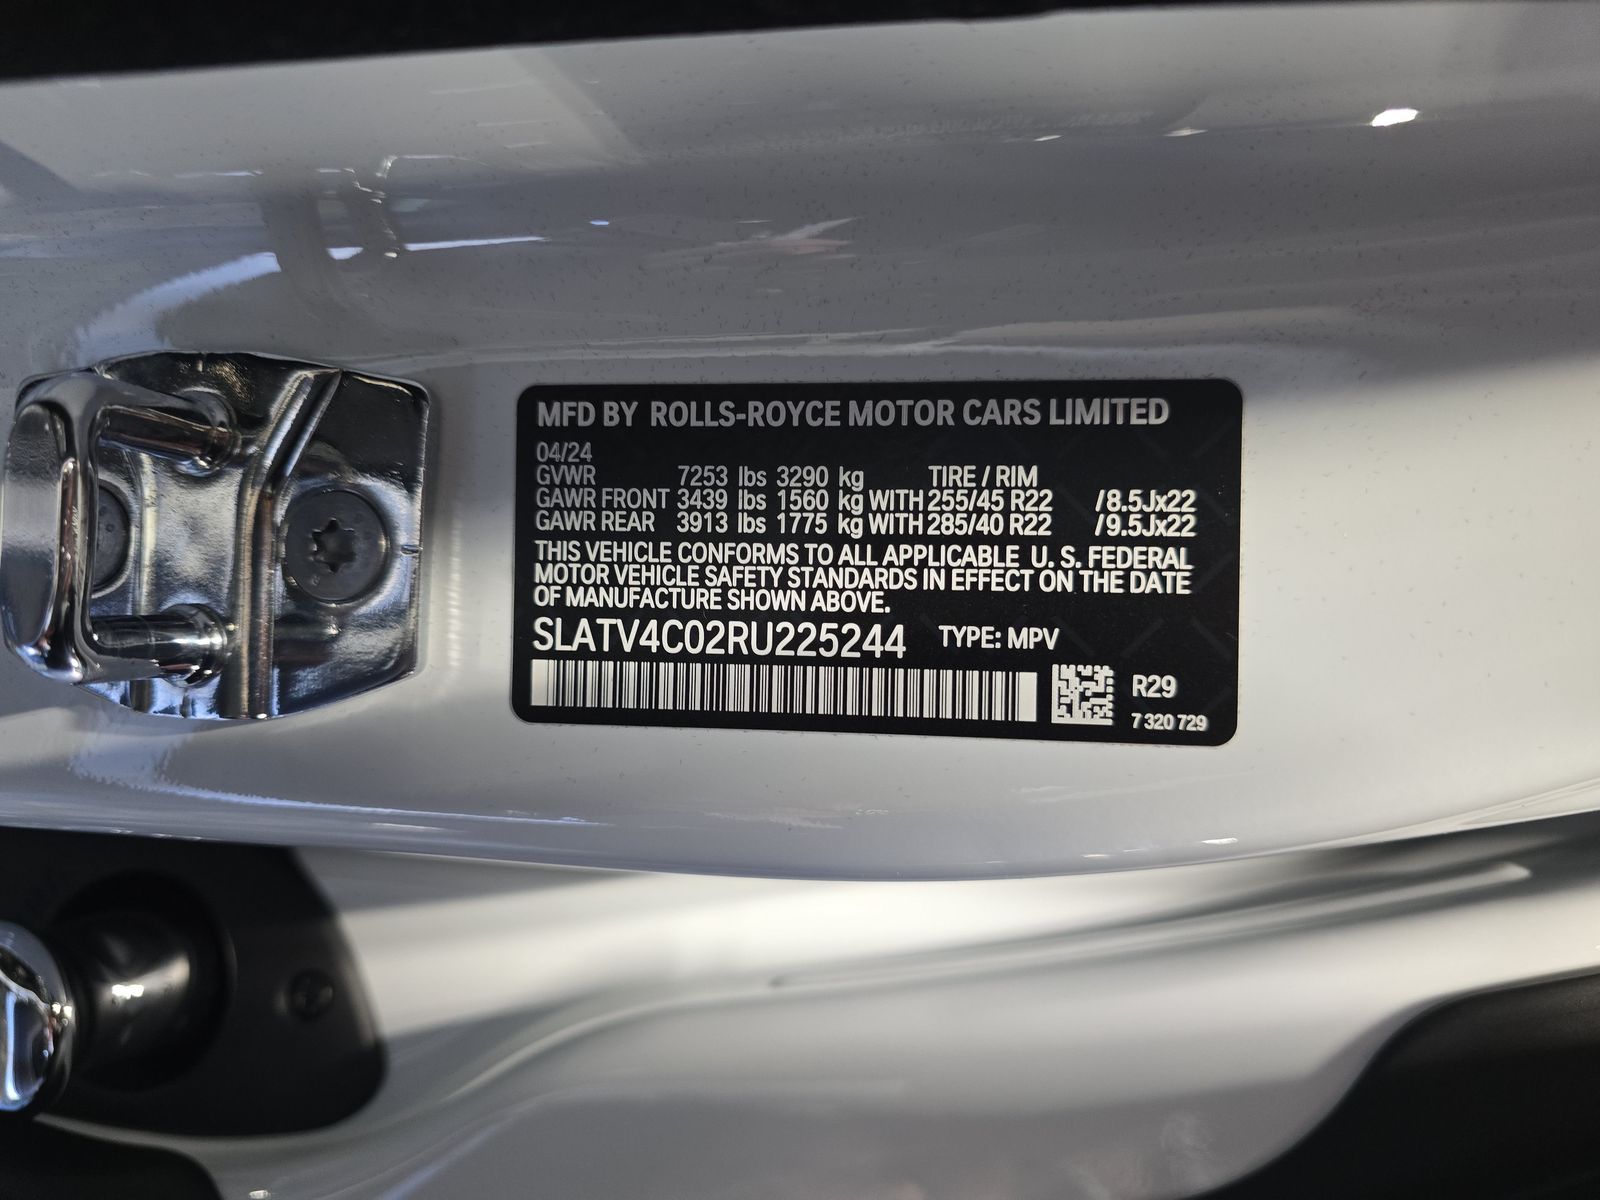 MFD BY ROLLS-ROYCE MOTOR CARS LIMITED
04/24
GVWR 7253 lbs 3290 kg TIRE / RIM
GAWR FRONT 3439 lbs 1560 kg WITH 255/45 R22 /8.5Jx22
GAWR REAR 3913 lbs 1775 kg WITH 285/40 R22 /9.5Jx22
THIS VEHICLE CONFORMS TO ALL APPLICABLE U. S. FEDERAL
MOTOR VEHICLE SAFETY STANDARDS IN EFFECT ON THE DATE
OF MANUFACTURE SHOWN ABOVE.
SLATV4C02RU225244 TYPE: MPV
R29
7 320 729